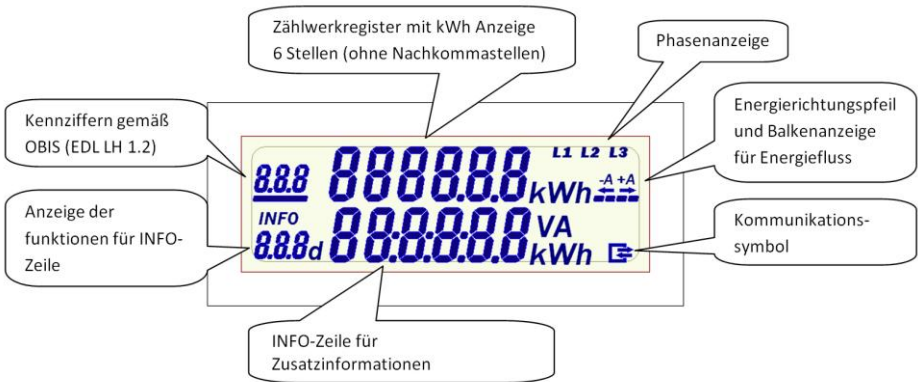 Zählwerkregister mit kWh Anzeige
6 Stellen (ohne Nachkommastellen)
Phasenanzeige
Kennziffern gemäß
OBIS (EDL LH 1.2)
Energierichtungspfeil
und Balkenanzeige
für Energiefluss
L1 L2 L3
8.8.8 88888.8.8 kWh -A +A
INFO
8.8.8d 88:8:8.8.8 VA
kWh
Anzeige der
funktionen für INFO-
Zeile
Kommunikations-
symbol
INFO-Zeile für
Zusatzinformationen